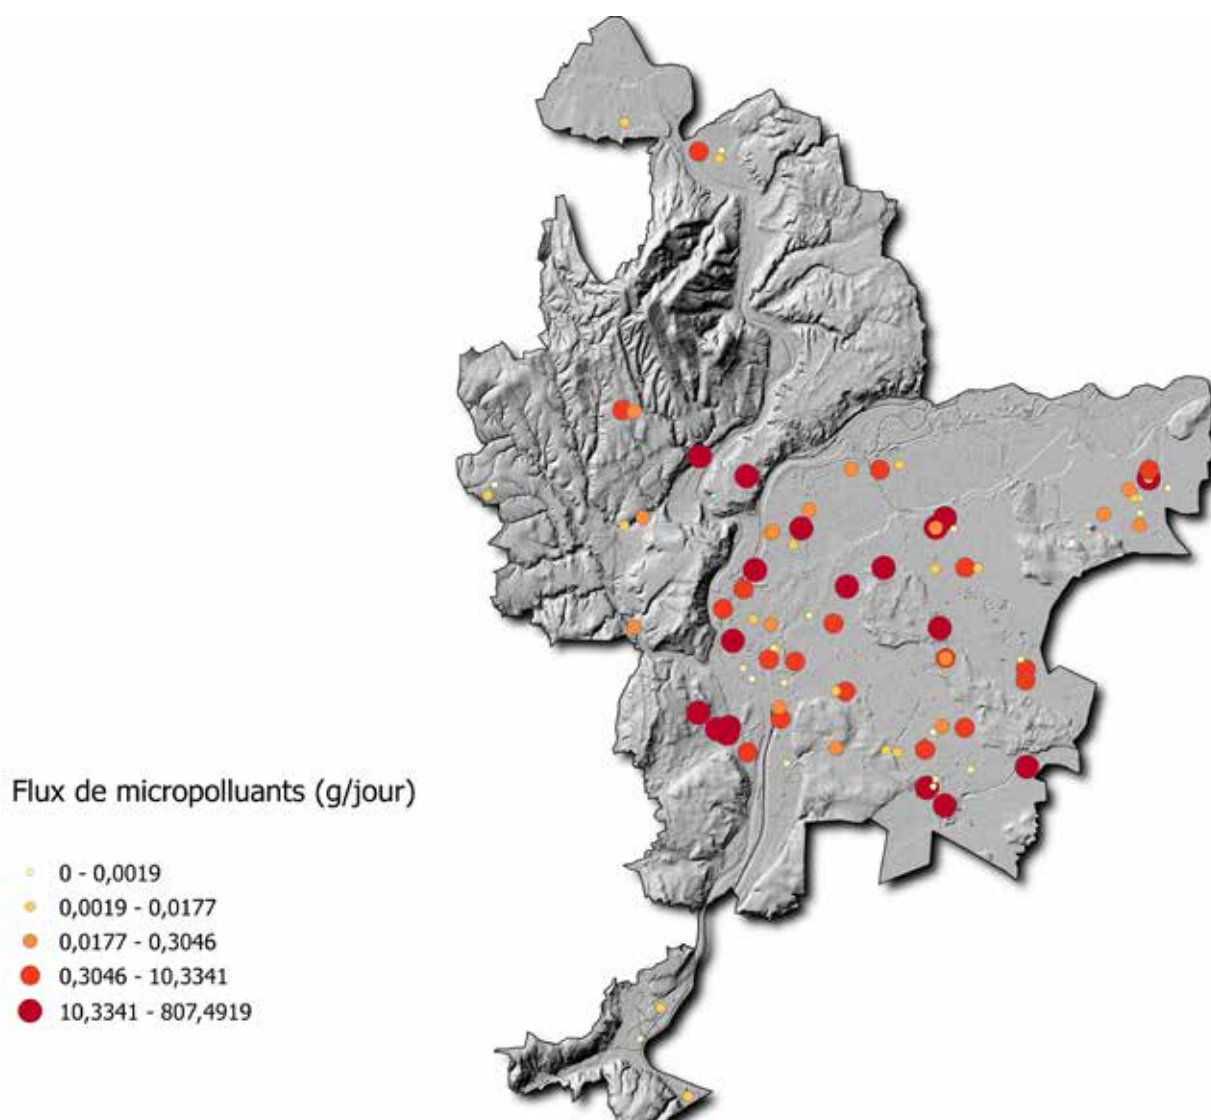 Flux de micropolluants (g/jour)
0 - 0,0019
0,0019 - 0,0177
0,0177 - 0,3046
0,3046 - 10,3341
10,3341 - 807,4919